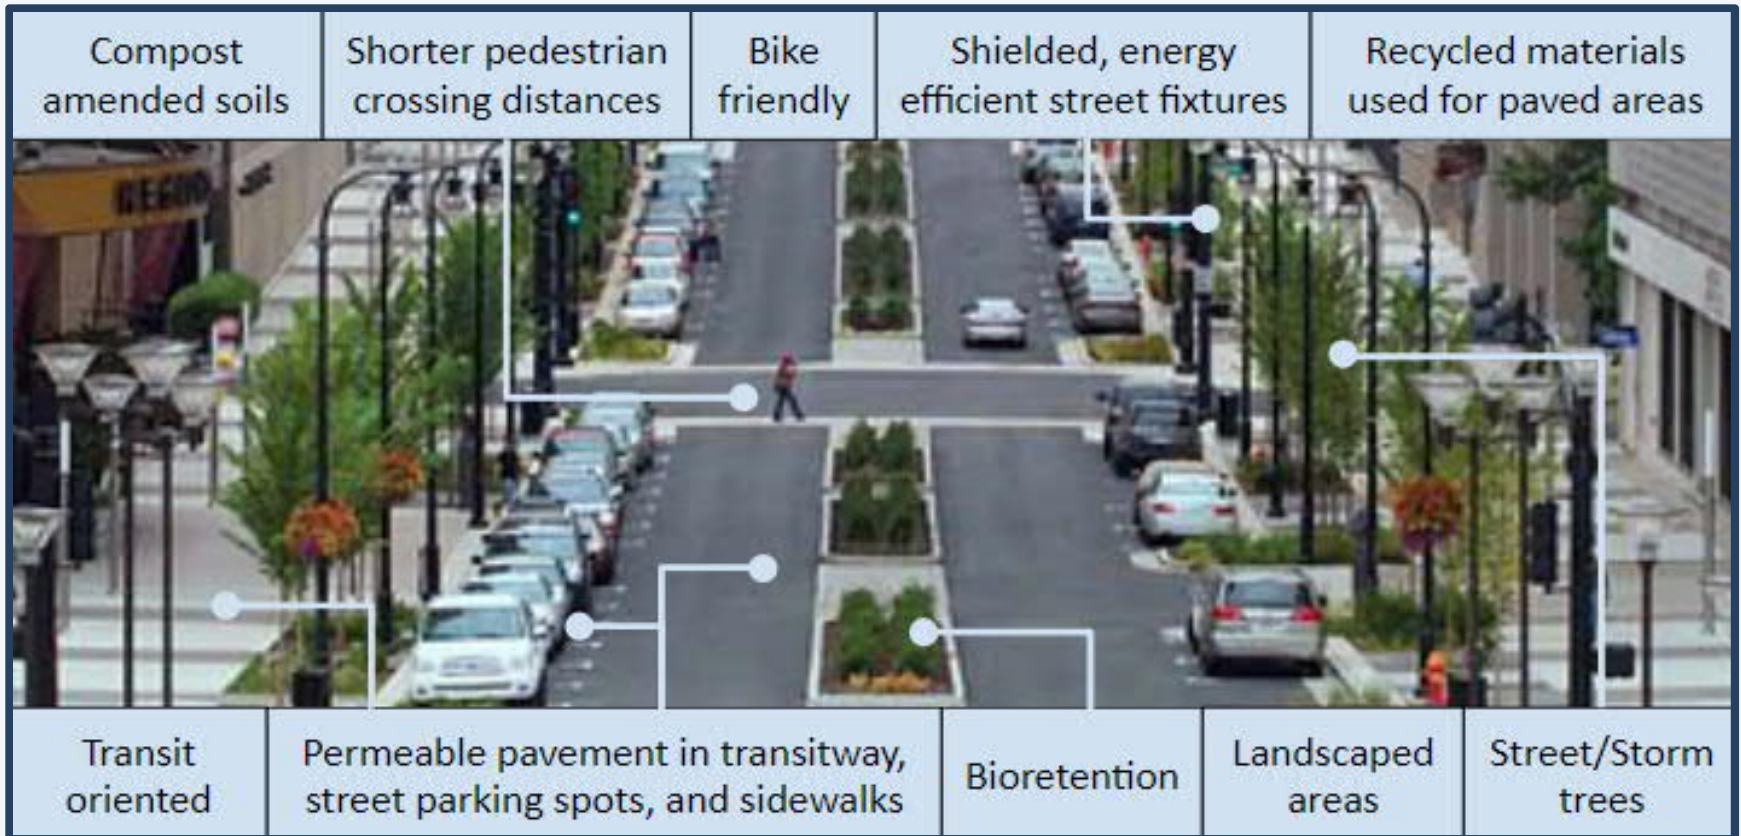 Compost
amended soils
Shorter pedestrian
crossing distances
Bike
friendly
Shielded, energy
efficient street fixtures
Recycled materials
used for paved areas
Transit
oriented
Permeable pavement in transitway,
street parking spots, and sidewalks
Bioretention
Landscaped
areas
Street/Storm
trees